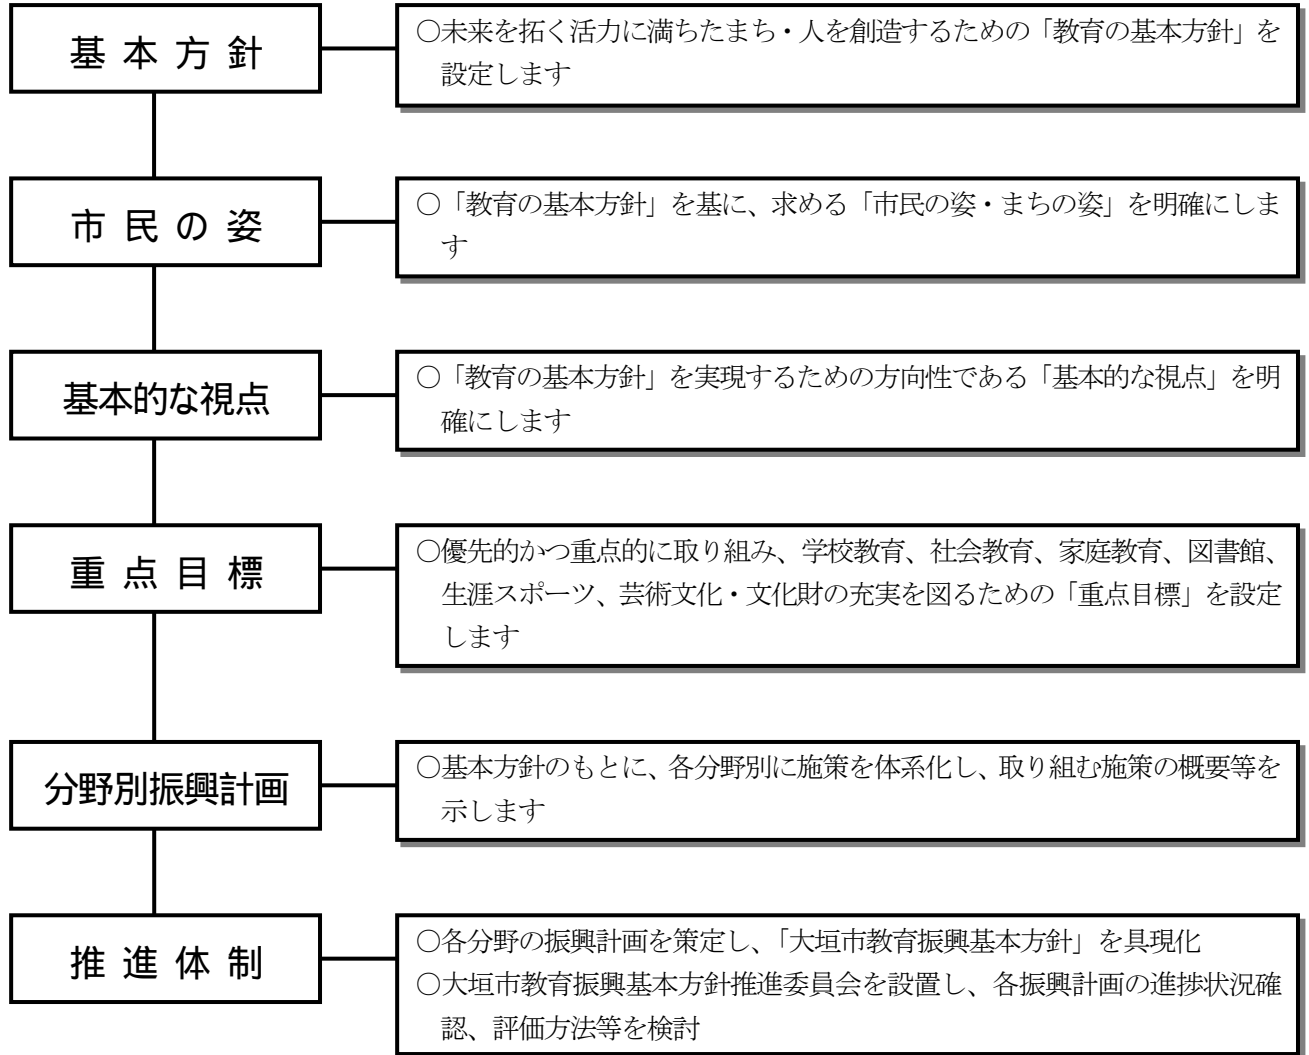 基本方針
○未来を拓く活力に満ちたまち・人を創造するための「教育の基本方針」を
設定します
市民の姿
○「教育の基本方針」を基に、求める「市民の姿・まちの姿」を明確にしま
す
基本的な視点
○「教育の基本方針」を実現するための方向性である「基本的な視点」を明
確にします
重点目標
○優先的かつ重点的に取り組み、学校教育、社会教育、家庭教育、図書館、
生涯スポーツ、芸術文化・文化財の充実を図るための「重点目標」を設定
します
分野別振興計画
○基本方針のもとに、各分野別に施策を体系化し、取り組む施策の概要等を
示します
推進体制
○各分野の振興計画を策定し、「大垣市教育振興基本方針」を具現化
○大垣市教育振興基本方針推進委員会を設置し、各振興計画の進捗状況確
認、評価方法等を検討